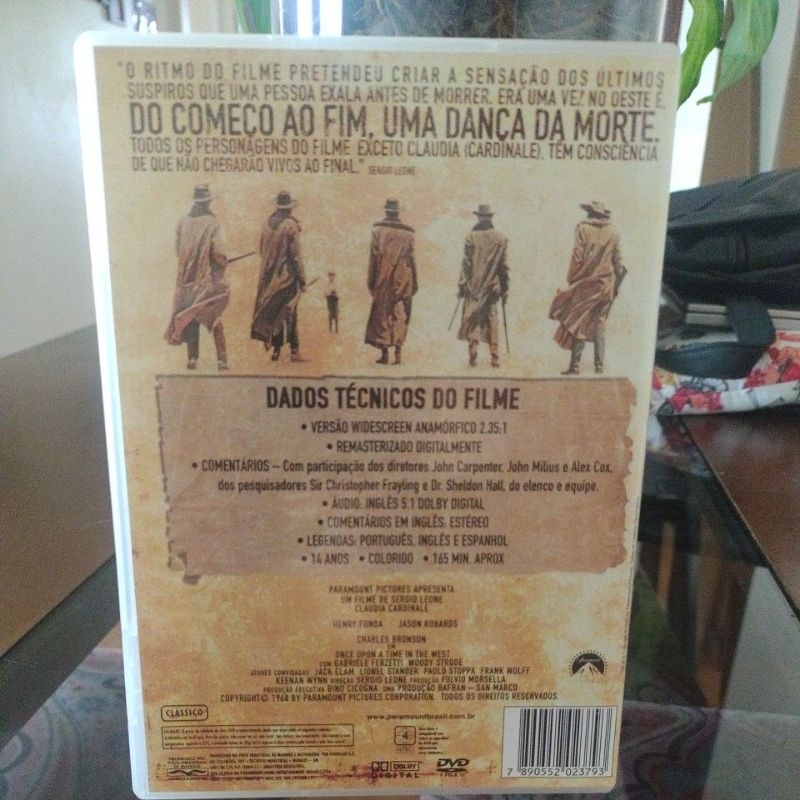 "O RITMO DO FILME PRETENDEU CRIAR A SENSAÇÃO DOS ÚLTIMOS
SUSPIROS QUE UMA PESSOA EXALA ANTES DE MORRER. ERA UMA VEZ NO OESTE É,
DO COMEÇO AO FIM, UMA DANÇA DA MORTE.
TODOS OS PERSONAGENS DO FILME, EXCETO CLAUDIA (CARDINALE), TÊM CONSCIÊNCIA
DE QUE NÃO CHEGARÃO VIVOS AO FINAL." SERGIO LEONE
DADOS TÉCNICOS DO FILME
• VERSÃO WIDESCREEN ANAMÓRFICO 2.35:1
• REMASTERIZADO DIGITALMENTE
• COMENTÁRIOS – Com participação dos diretores John Carpenter, John Milius e Alex Cox,
dos pesquisadores Sir Christopher Frayling e Dr. Sheldon Hall, do elenco e equipe.
• ÁUDIO: INGLÊS 5.1 DOLBY DIGITAL
• COMENTÁRIOS EM INGLÊS: ESTÉREO
• LEGENDAS: PORTUGUÊS, INGLÊS E ESPANHOL
• 14 ANOS • COLORIDO • 165 MIN. APROX
PARAMOUNT PICTURES APRESENTA
UM FILME DE SERGIO LEONE
CLAUDIA CARDINALE
HENRY FONDA JASON ROBARDS
CHARLES BRONSON
EM
ONCE UPON A TIME IN THE WEST
COM GABRIELE FERZETTI WOODY STRODE
ATORES CONVIDADOS JACK ELAM LIONEL STANDER PAOLO STOPPA FRANK WOLFF
KEENAN WYNN DIREÇÃO SERGIO LEONE PRODUÇÃO FULVIO MORSELLA
PRODUÇÃO EXECUTIVA BINO CICOGNA UMA PRODUÇÃO RAFRAN – SAN MARCO
COPYRIGHT © 1968 BY PARAMOUNT PICTURES CORPORATION. TODOS OS DIREITOS RESERVADOS.
Paramount
CLÁSSICO
www.paramountbrasil.com.br
4
NTSC
DOLBY
DIGITAL
DVD
VIDEO
7 890552 023793